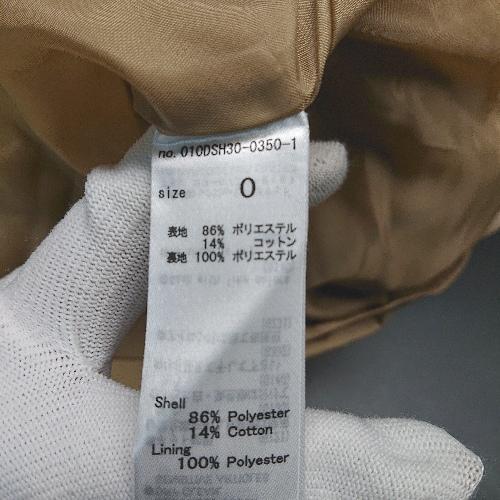 no. 010DSH30-0350-1
size 0
表地 86% ポリエステル
14% コットン
裏地 100% ポリエステル
Shell
86% Polyester
14% Cotton
Lining
100% Polyester